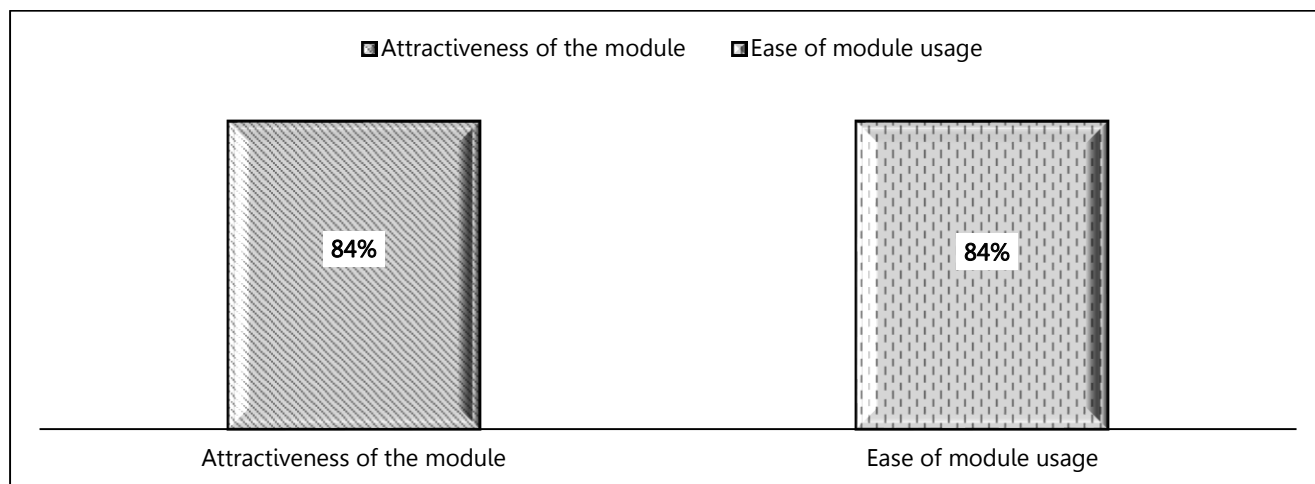 Attractiveness of the module Ease of module usage
84% 84%
Attractiveness of the module Ease of module usage